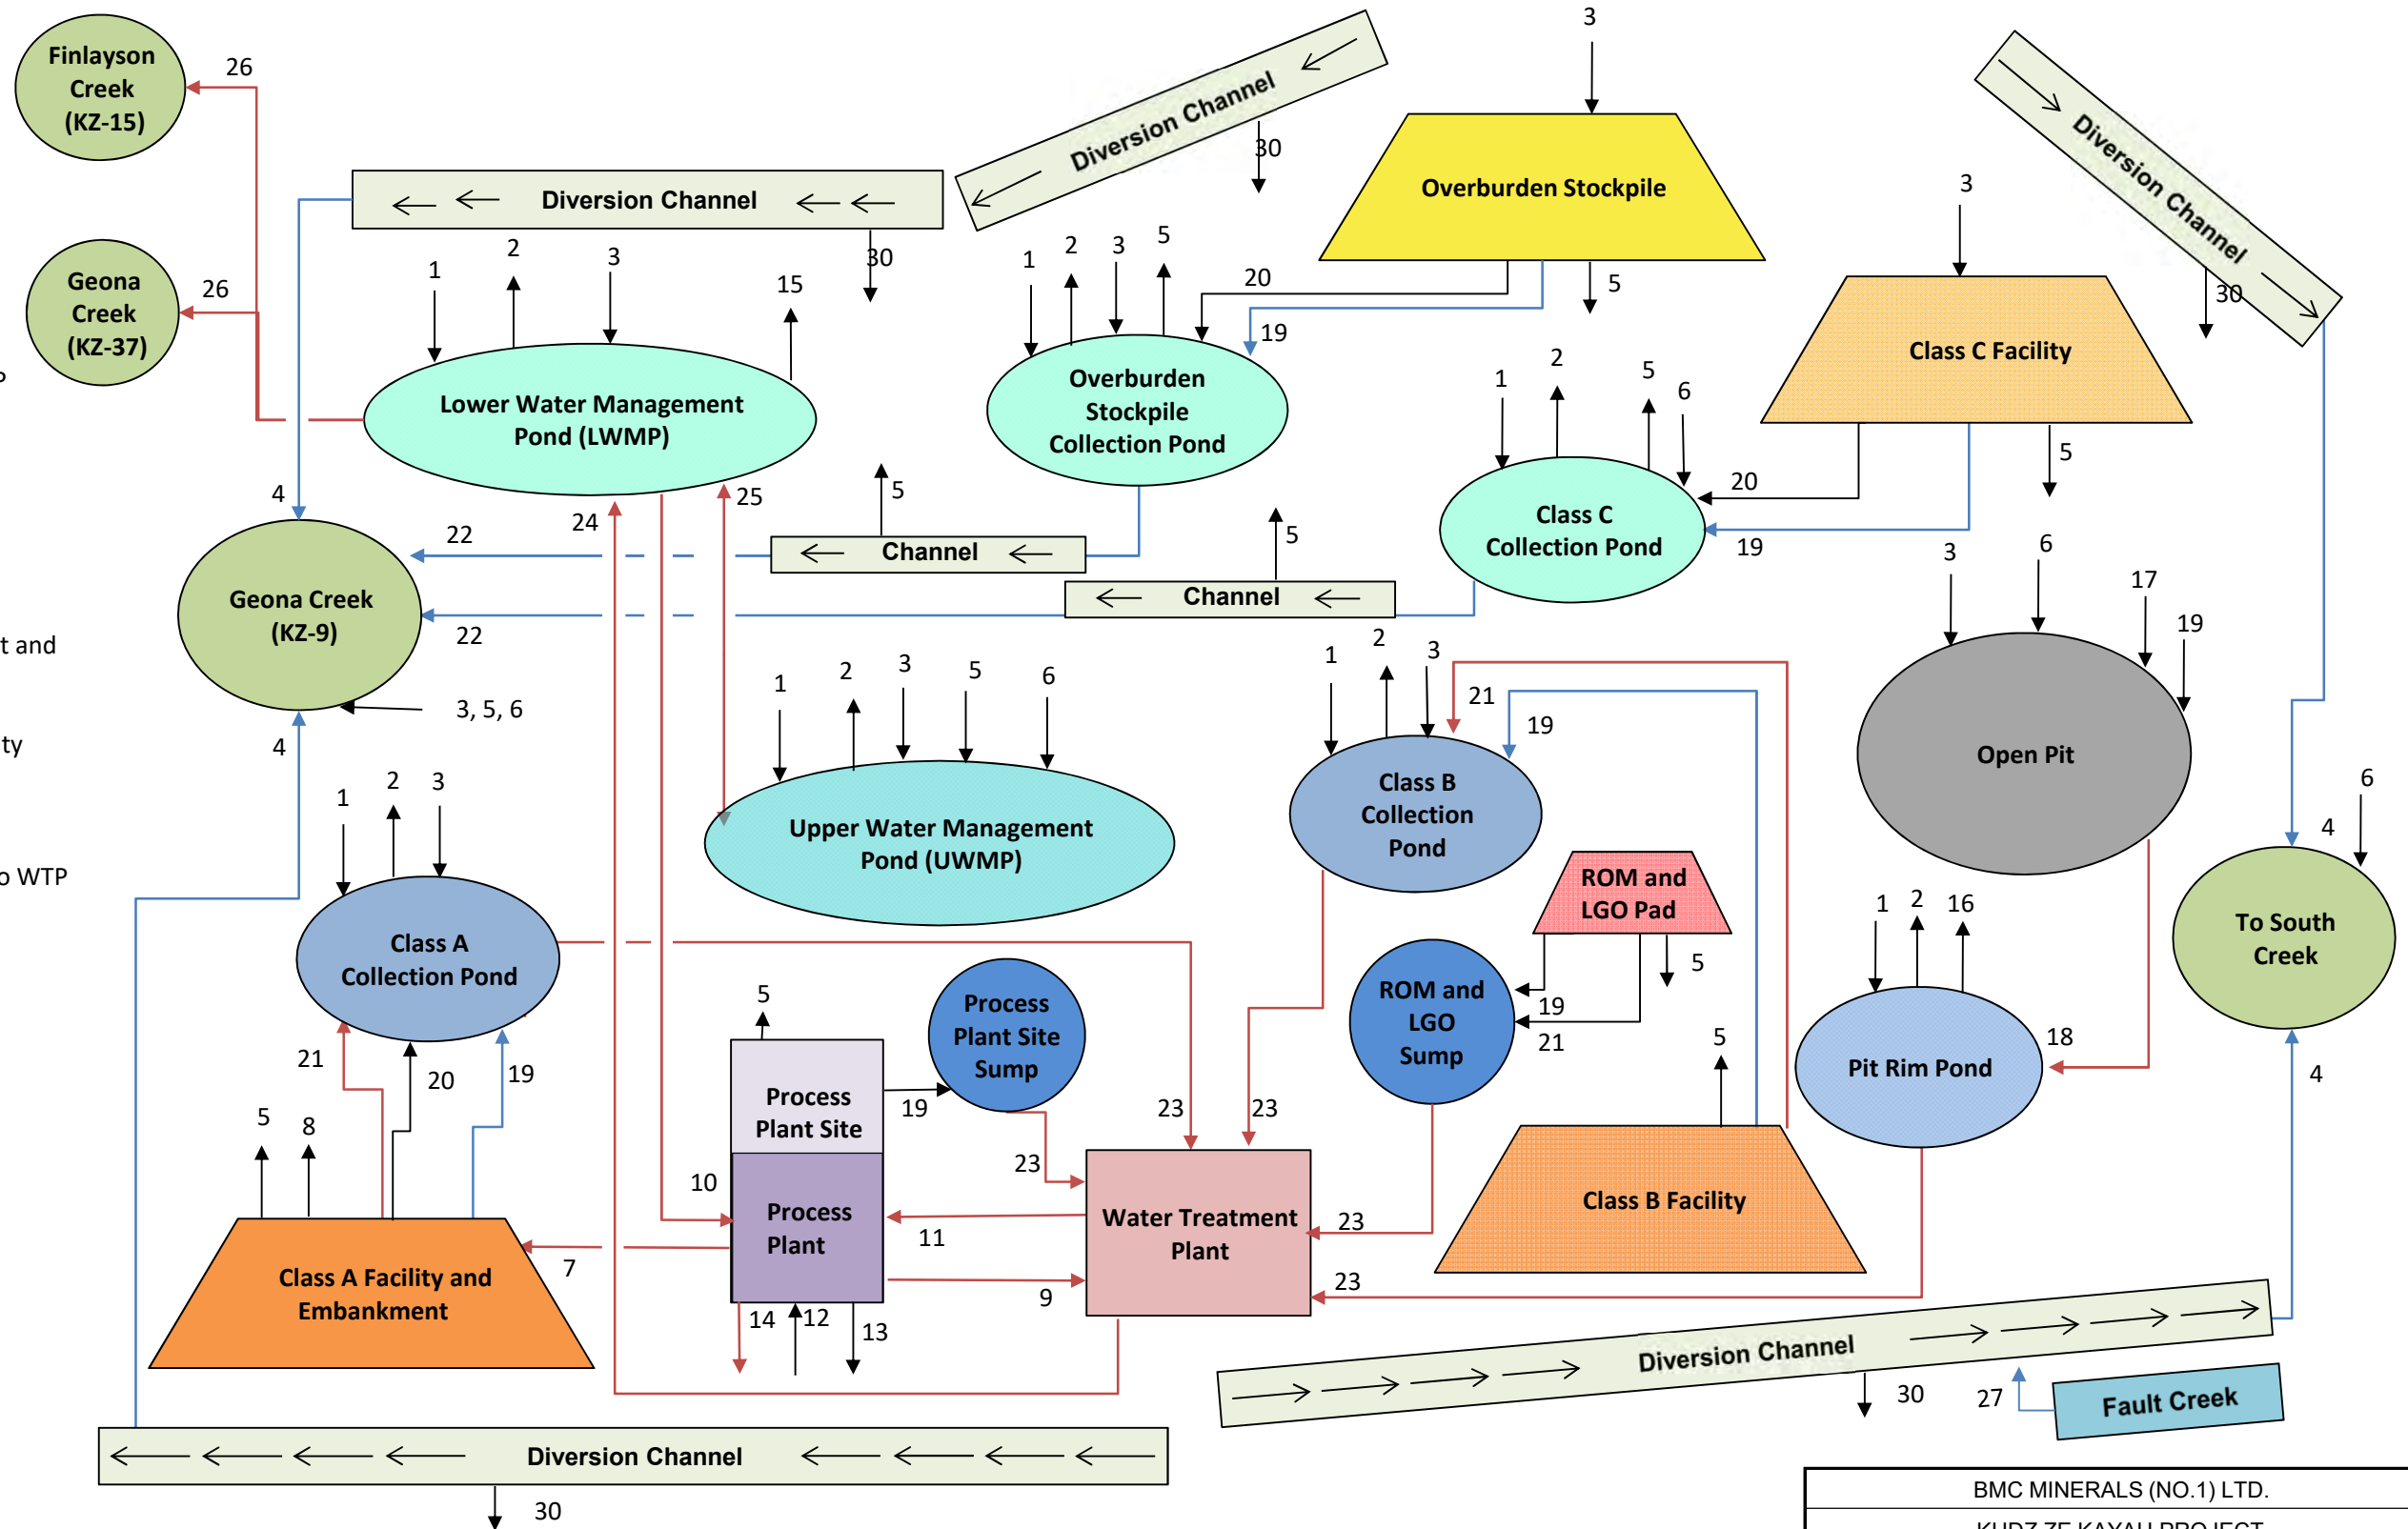 3
Finlayson
Creek
(KZ-15)
26
Diversion Channel
30
Overburden Stockpile
Diversion Channel
30
3
Diversion Channel
30
Geona
Creek
(KZ-37)
26
1
2
3
15
1
2
3
5
20
19
5
Class C Facility
P
Lower Water Management
Pond (LWMP)
Overburden
Stockpile
Collection Pond
1
2
5
6
5
20
19
4
24
25
5
22
Channel
5
Class C
Collection Pond
Geona Creek
(KZ-9)
Channel
22
3
6
17
19
t and
3, 5, 6
1
2
3
5
6
1
2
3
21
19
ty
4
Open Pit
1
2
3
Upper Water Management
Pond (UWMP)
Class B
Collection
Pond
6
4
o WTP
ROM and
LGO Pad
Class A
Collection Pond
1
2
16
To South
Creek
5
Process
Plant Site
Sump
ROM and
LGO
Sump
19
21
5
5
18
Pit Rim Pond
21
20
19
4
5
8
Process
Plant Site
19
23
23
23
10
Process
Plant
11
Water Treatment
Plant
23
Class B Facility
7
9
23
Class A Facility and
Embankment
14
12
13
Diversion Channel
30
27
Fault Creek
Diversion Channel
30
BMC MINERALS (NO.1) LTD.
KUDZ ZE KAYAH PROJECT